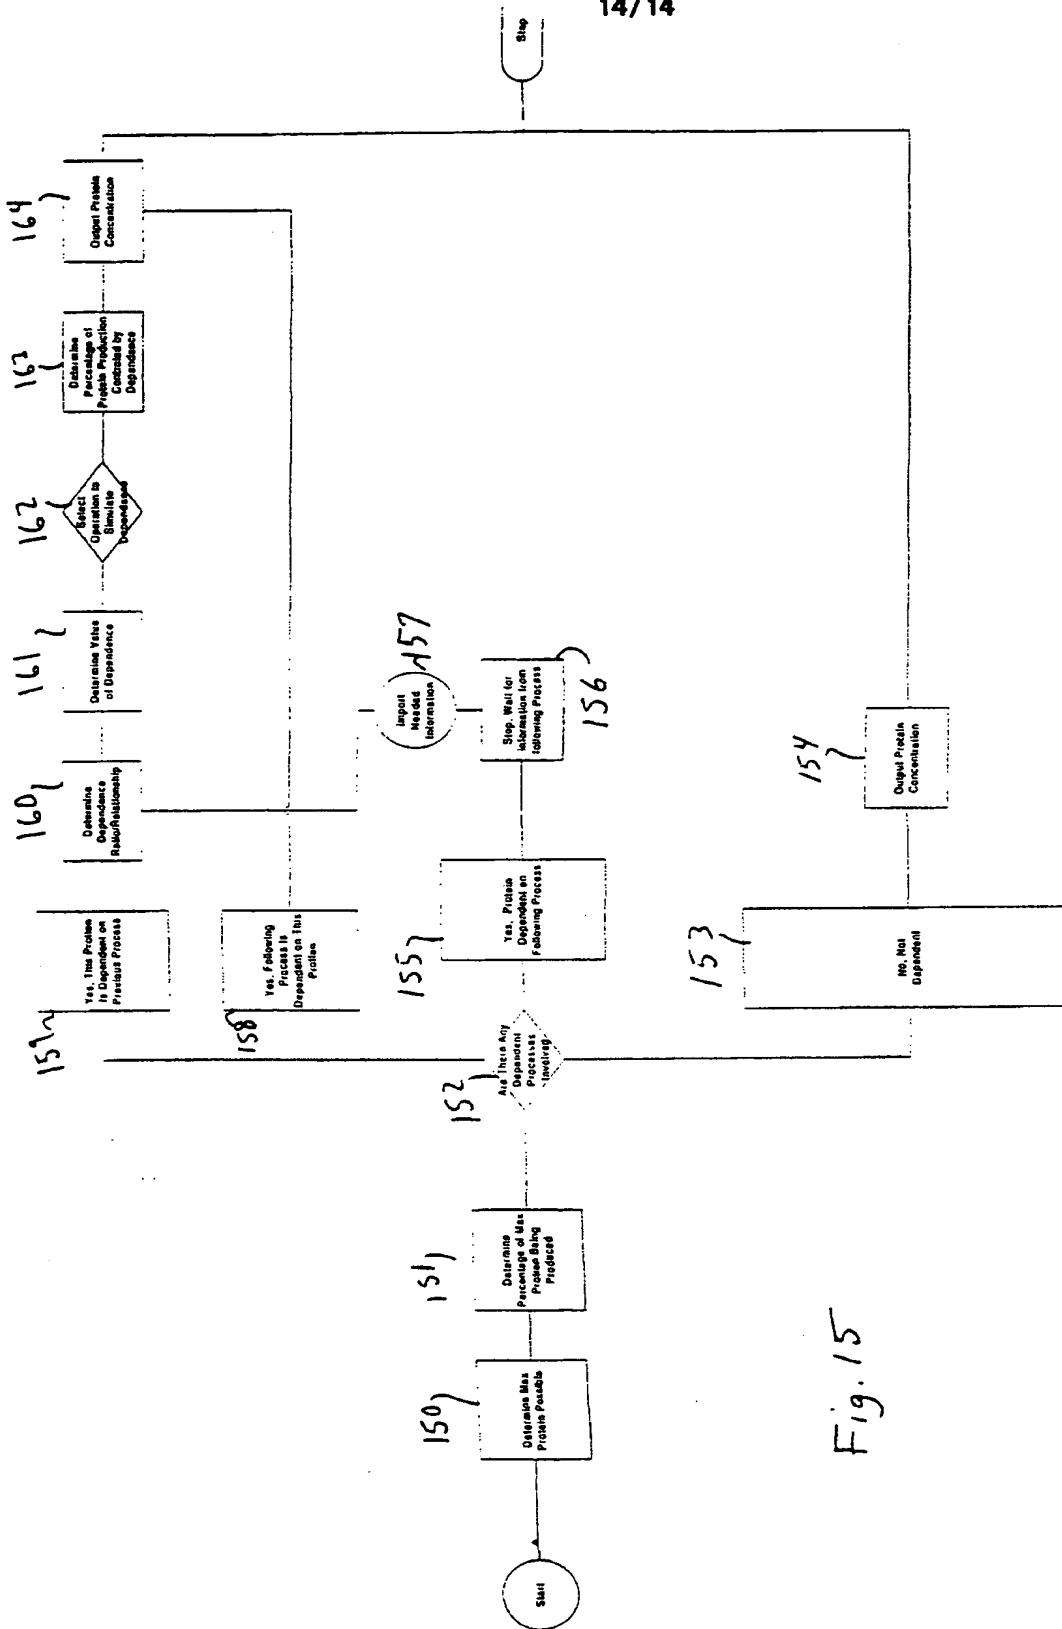 14/14
Start
150
Determine Max
Protein Possible
151
Determine
Percentage of Max
Protien Being
Produced
152
Are There Any
Dependent
Processes
Involved
159
Yes, This Protien
Is Dependent on
Previous Process
158
Yes, Following
Process Is
Dependent on This
Protien
155
Yes, Protein
Dependent on
Following Process
153
No, Not
Dependent
160
Determine
Dependence
Ratio/Relationship
161
Determine Value
of Dependence
162
Select
Operation to
Simulate
Dependence
163
Determine
Percentage of
Protein Production
Controled by
Dependence
164
Output Protein
Concentration
157
Import
Needed
Information
156
Stop, Wait for
Information from
following Process
154
Output Protein
Concentration
Stop
Fig. 15